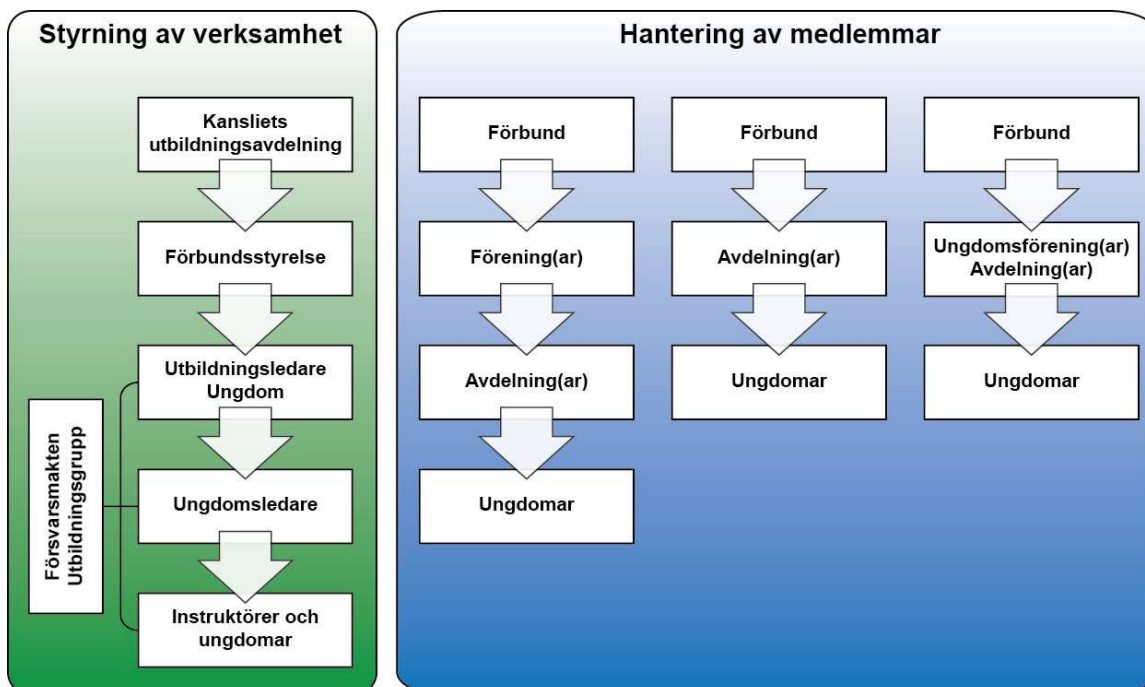 Styrning av verksamhet
Kansliets
utbildningsavdelning
Förbundsstyrelse
Utbildningsledare
Ungdom
Ungdomsledare
Instruktörer och
ungdomar
Försvarsmakten
Utbildningsgrupp
Hantering av medlemmar
Förbund
Förening(ar)
Avdelning(ar)
Ungdomar
Förbund
Avdelning(ar)
Ungdomar
Förbund
Ungdomsförening(ar)
Avdelning(ar)
Ungdomar